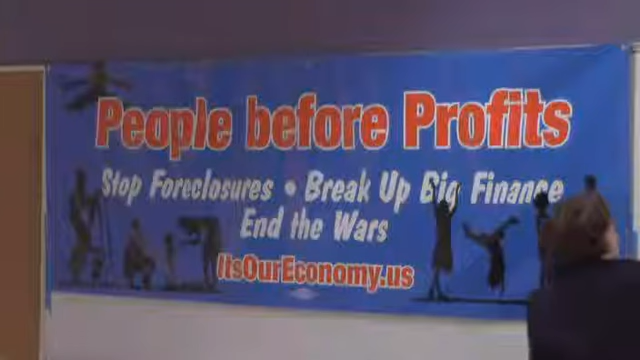 People before Profits
Stop Foreclosures • Break Up Big Finance
End the Wars
ItsOurEconomy.us